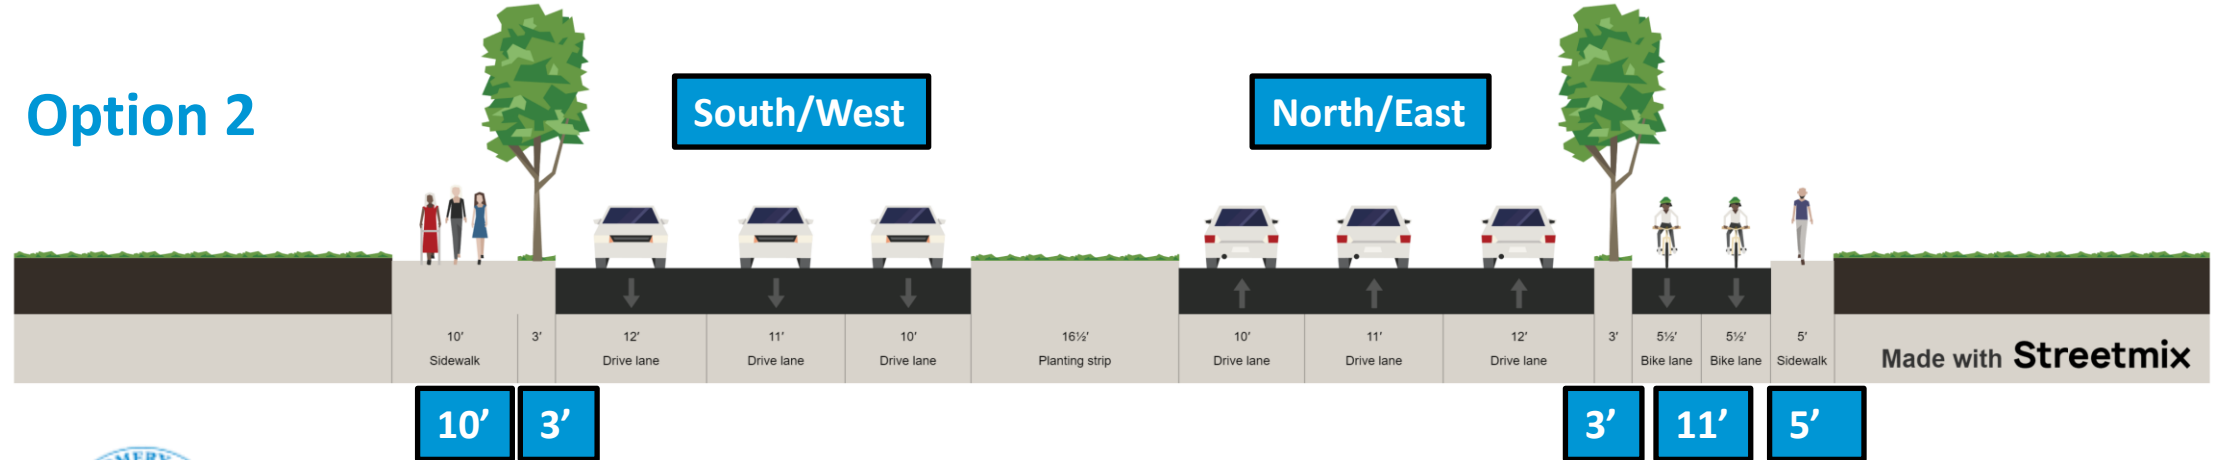 Option 2
South/West
North/East
10′ 3′ 12′ 11′ 10′ 16½′ 10′ 11′ 12′ 3′ 5½′ 5½′ 5′
Sidewalk Drive lane Drive lane Drive lane Planting strip Drive lane Drive lane Drive lane Bike lane Bike lane Sidewalk
Made with Streetmix
10’ 3’ 3’ 11’ 5’